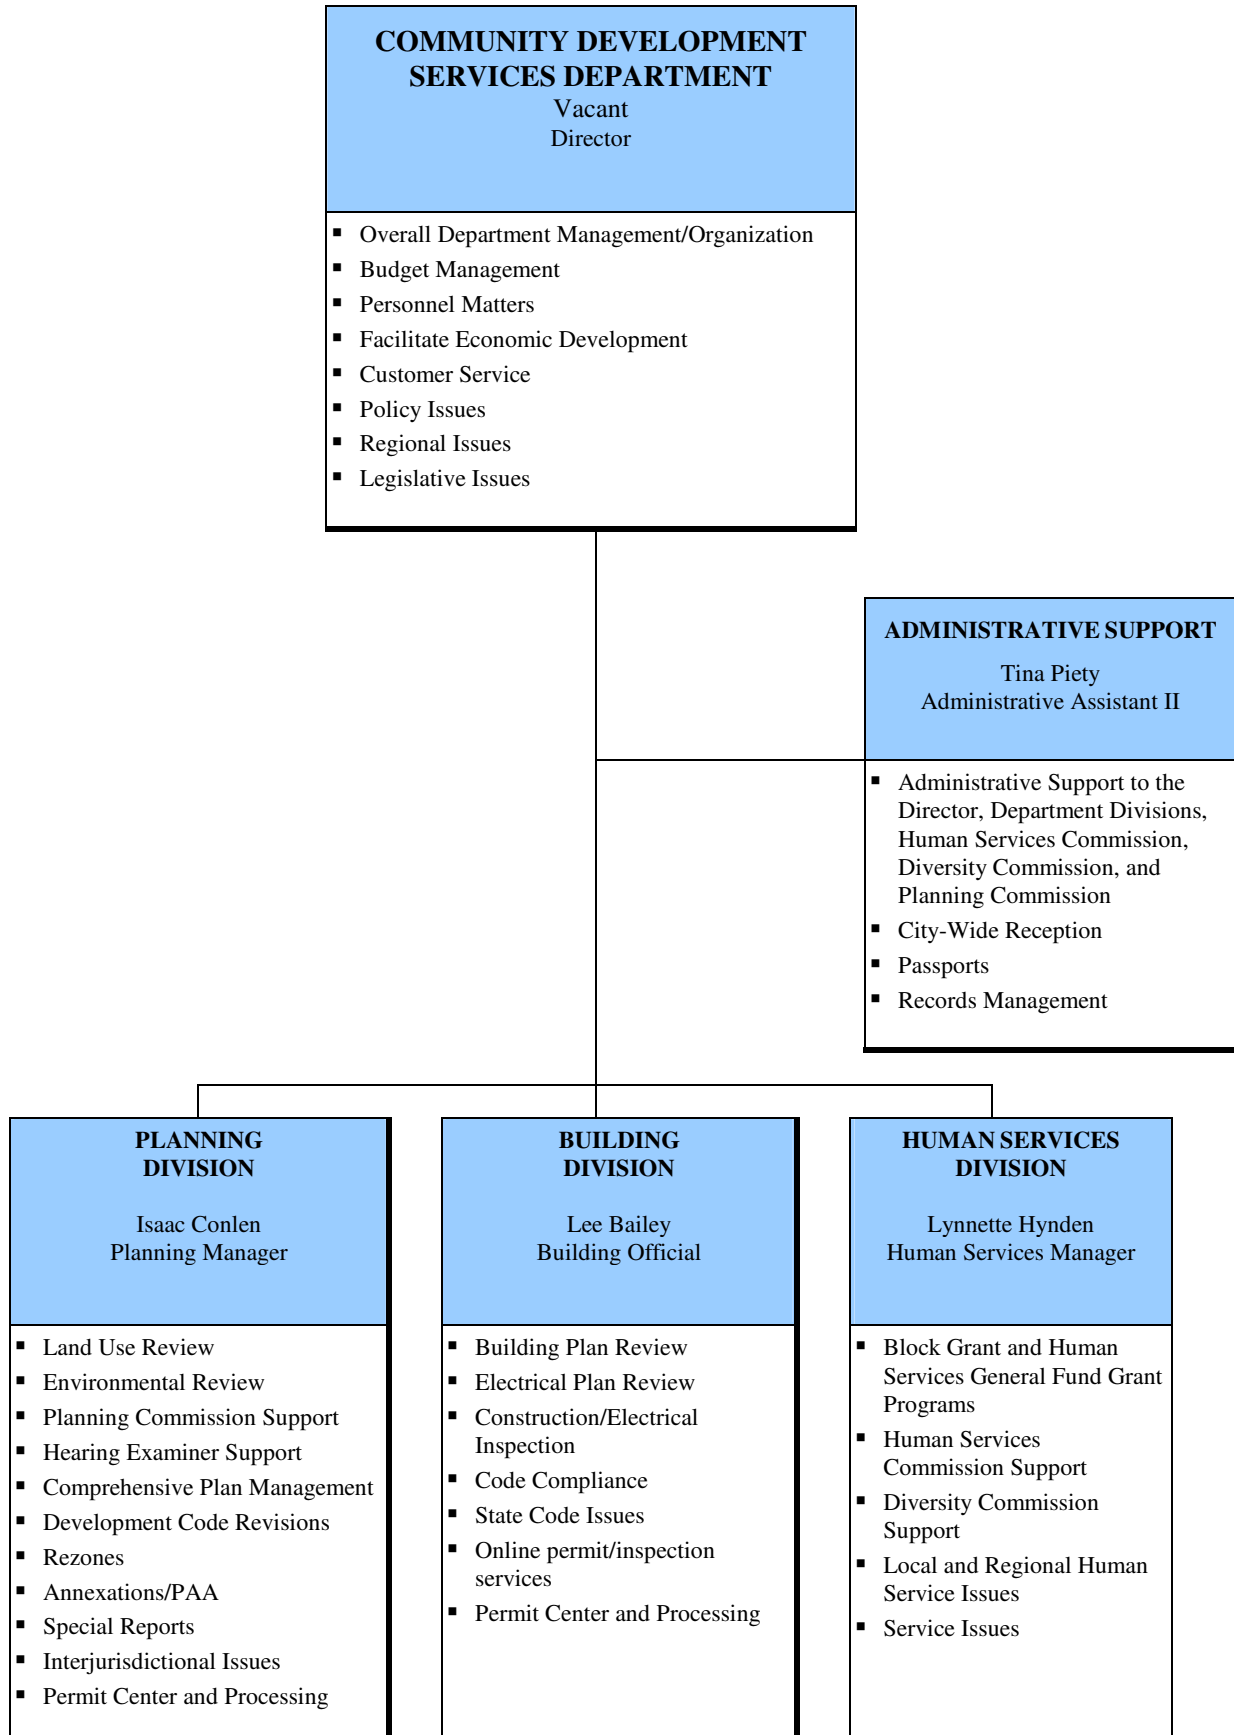 COMMUNITY DEVELOPMENT
SERVICES DEPARTMENT
Vacant
Director
▪ Overall Department Management/Organization
▪ Budget Management
▪ Personnel Matters
▪ Facilitate Economic Development
▪ Customer Service
▪ Policy Issues
▪ Regional Issues
▪ Legislative Issues
ADMINISTRATIVE SUPPORT
Tina Piety
Administrative Assistant II
▪ Administrative Support to the
Director, Department Divisions,
Human Services Commission,
Diversity Commission, and
Planning Commission
▪ City-Wide Reception
▪ Passports
▪ Records Management
PLANNING
DIVISION
Isaac Conlen
Planning Manager
▪ Land Use Review
▪ Environmental Review
▪ Planning Commission Support
▪ Hearing Examiner Support
▪ Comprehensive Plan Management
▪ Development Code Revisions
▪ Rezones
▪ Annexations/PAA
▪ Special Reports
▪ Interjurisdictional Issues
▪ Permit Center and Processing
BUILDING
DIVISION
Lee Bailey
Building Official
▪ Building Plan Review
▪ Electrical Plan Review
▪ Construction/Electrical
Inspection
▪ Code Compliance
▪ State Code Issues
▪ Online permit/inspection
services
▪ Permit Center and Processing
HUMAN SERVICES
DIVISION
Lynnette Hynden
Human Services Manager
▪ Block Grant and Human
Services General Fund Grant
Programs
▪ Human Services
Commission Support
▪ Diversity Commission
Support
▪ Local and Regional Human
Service Issues
▪ Service Issues